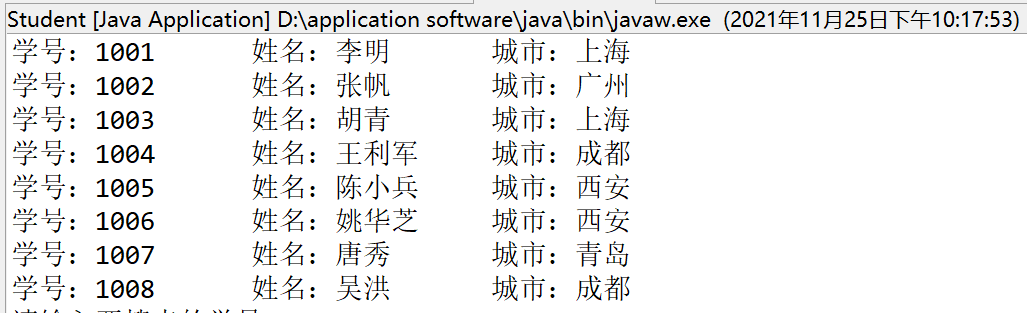 Student [Java Application] D:\application software\java\bin\javaw.exe (2021年11月25日下午10:17:53)
学号：1001 姓名：李明 城市：上海
学号：1002 姓名：张帆 城市：广州
学号：1003 姓名：胡青 城市：上海
学号：1004 姓名：王利军 城市：成都
学号：1005 姓名：陈小兵 城市：西安
学号：1006 姓名：姚华芝 城市：西安
学号：1007 姓名：唐秀 城市：青岛
学号：1008 姓名：吴洪 城市：成都